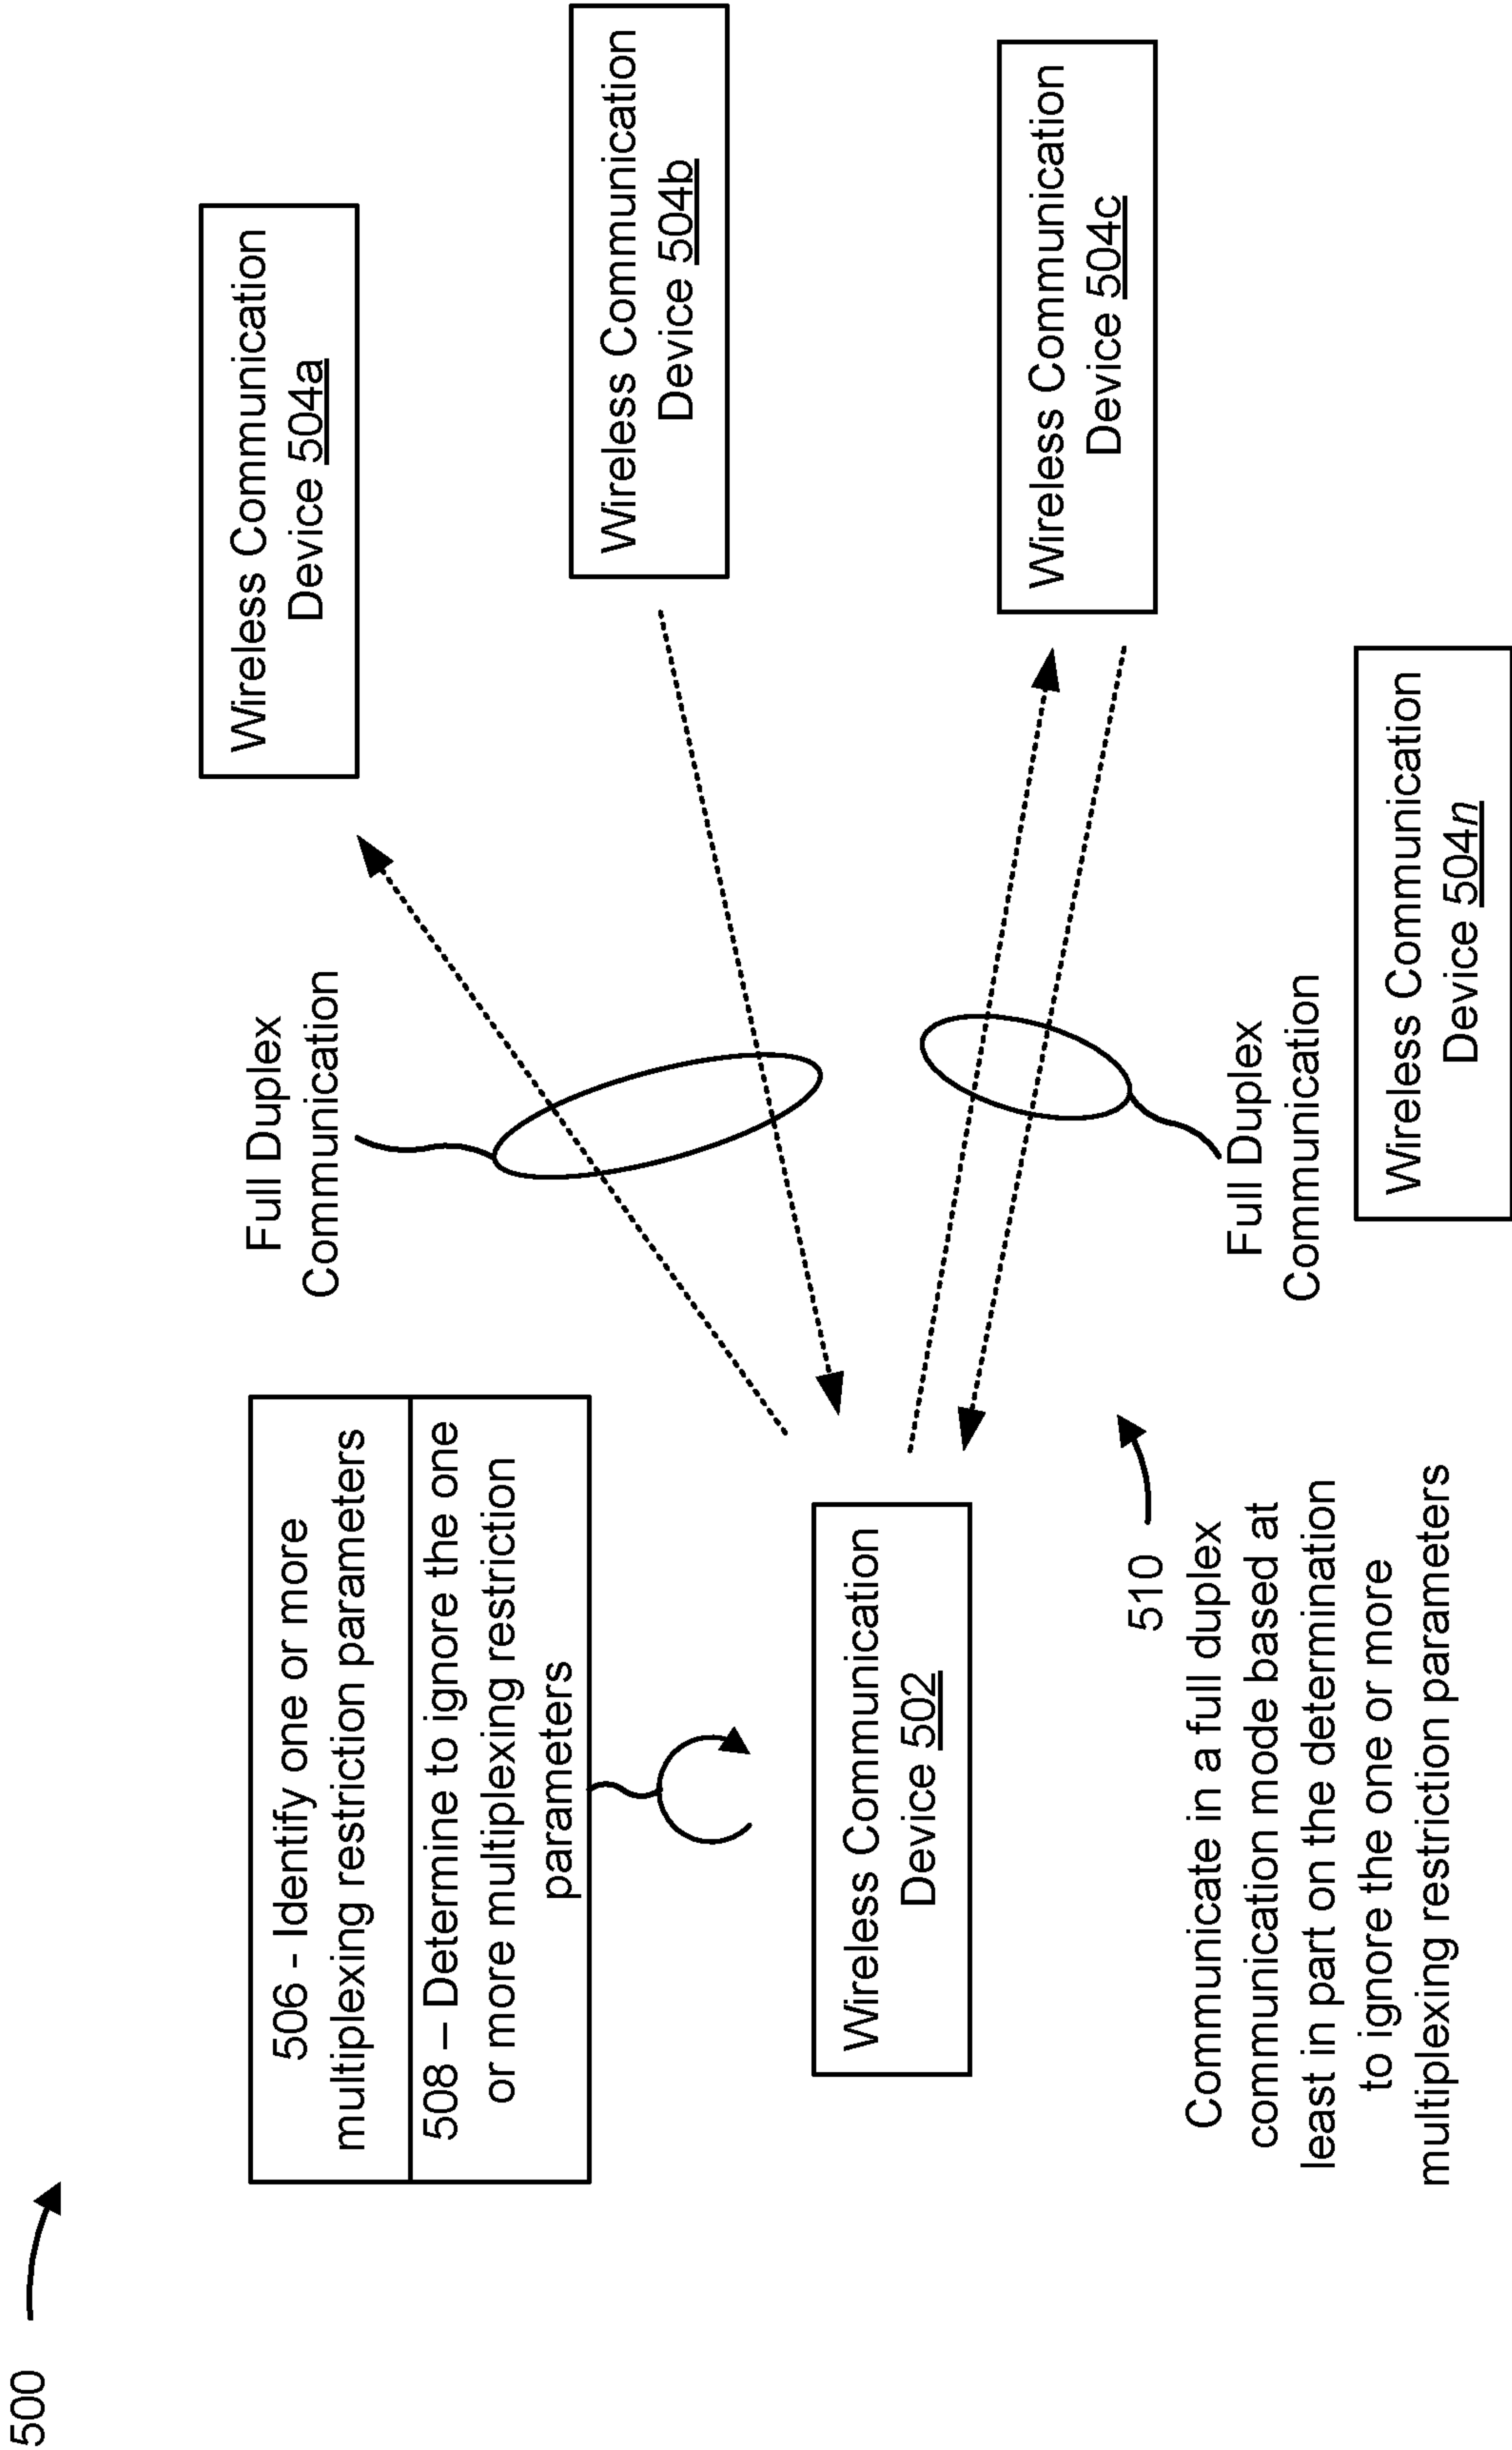 500
506 - Identify one or more
multiplexing restriction parameters
508 – Determine to ignore the one
or more multiplexing restriction
parameters
Full Duplex
Communication
Wireless Communication
Device 504a
Wireless Communication
Device 504b
Wireless Communication
Device 502
Wireless Communication
Device 504c
510
Communicate in a full duplex
communication mode based at
least in part on the determination
to ignore the one or more
multiplexing restriction parameters
Full Duplex
Communication
Wireless Communication
Device 504n